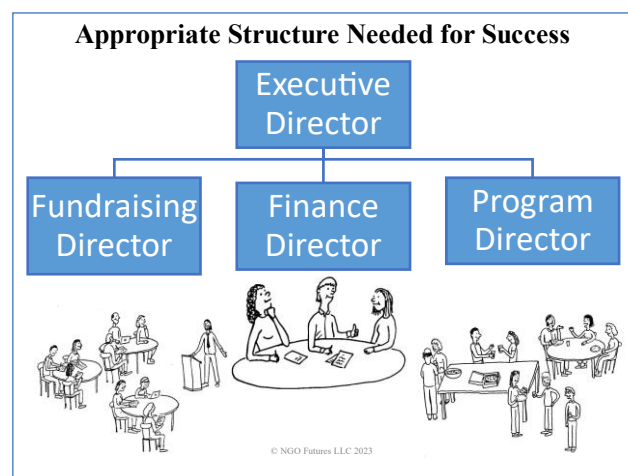 Appropriate Structure Needed for Success
Executive
Director
Fundraising
Director
Finance
Director
Program
Director
© NGO Futures LLC 2023